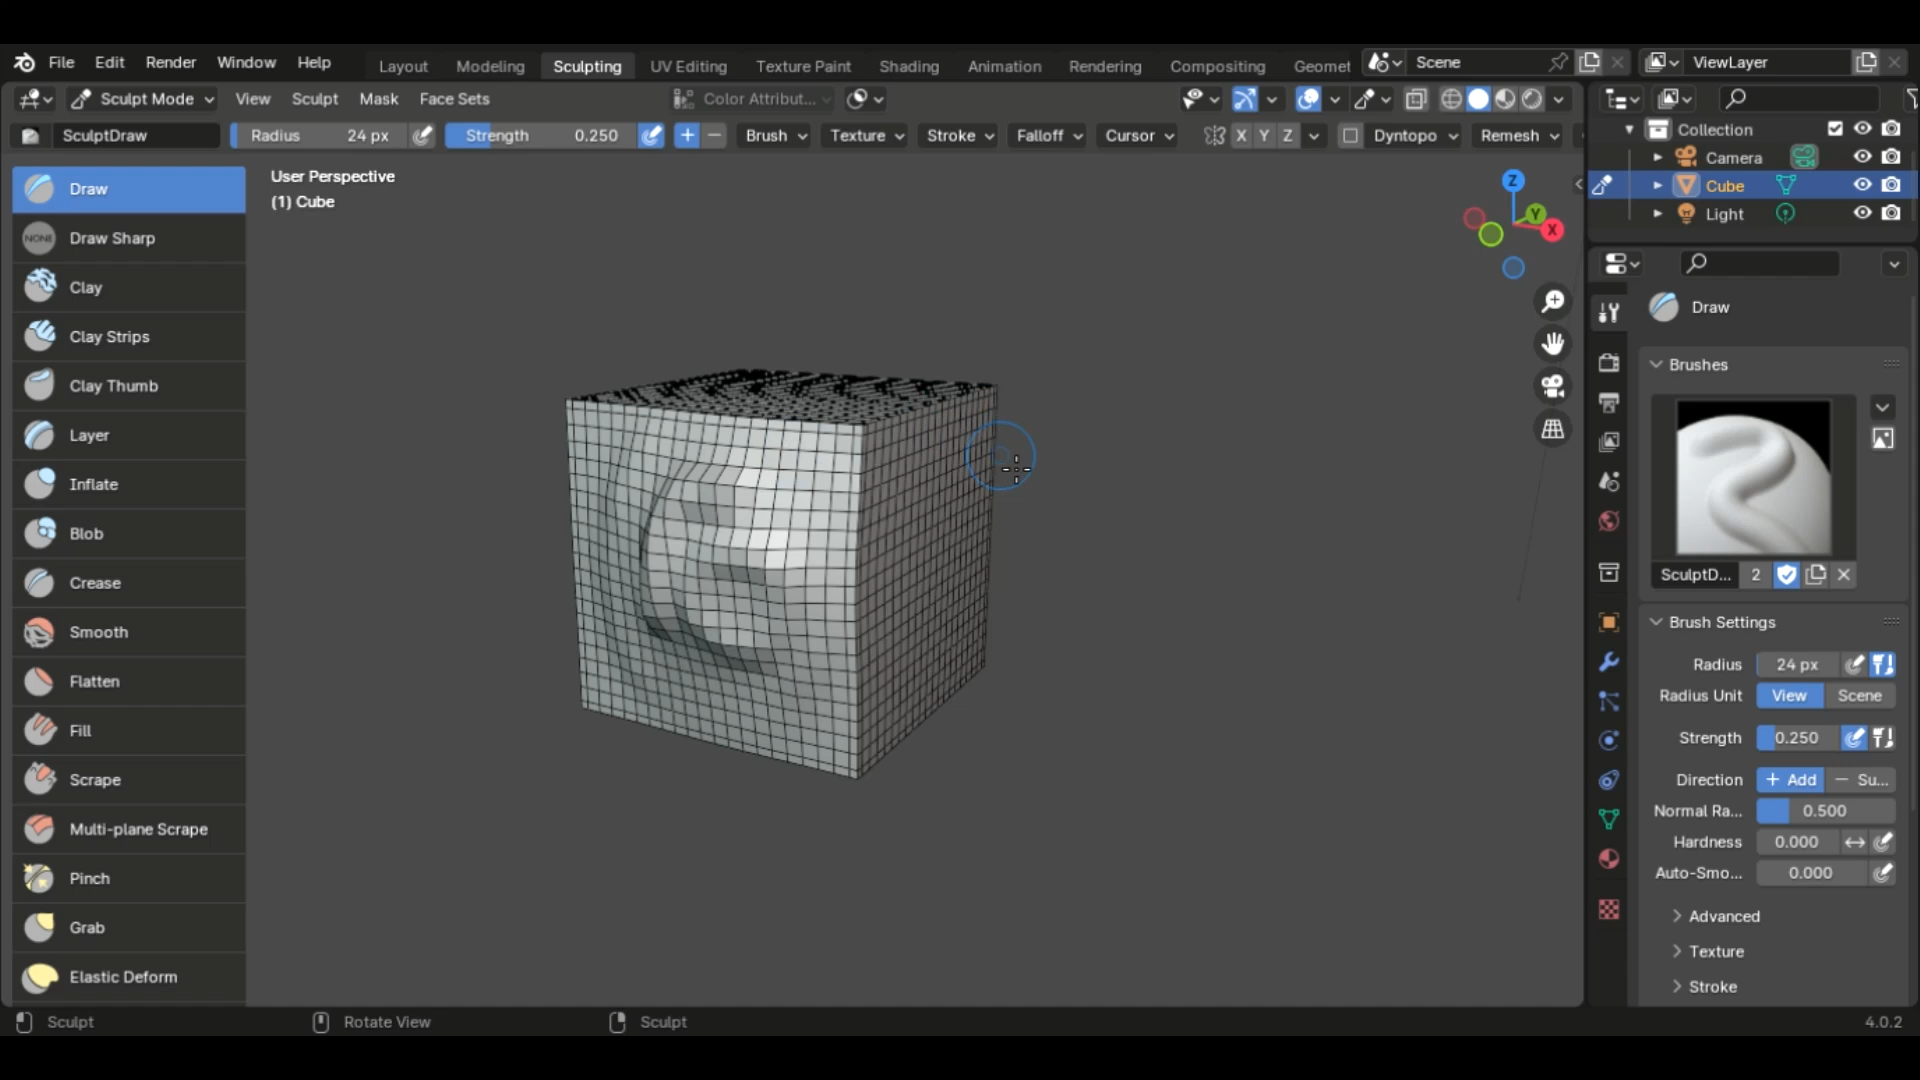 File Edit Render Window Help Layout Modeling Sculpting UV Editing Texture Paint Shading Animation Rendering Compositing Geomet Scene ViewLayer
Sculpt Mode View Sculpt Mask Face Sets Color Attribut...
SculptDraw Radius 24 px Strength 0.250 Brush Texture Stroke Falloff Cursor X Y Z Dyntopo Remesh
Collection
Camera
Cube
Light
User Perspective
(1) Cube
Z
Y
X
Draw
NONE Draw Sharp
Clay
Clay Strips
Clay Thumb
Layer
Inflate
Blob
Crease
Smooth
Flatten
Fill
Scrape
Multi-plane Scrape
Pinch
Grab
Elastic Deform
Draw
Brushes
SculptD... 2
Brush Settings
Radius 24 px
Radius Unit View Scene
Strength 0.250
Direction + Add − Su...
Normal Ra... 0.500
Hardness 0.000
Auto-Smo... 0.000
Advanced
Texture
Stroke
Sculpt Rotate View Sculpt 4.0.2